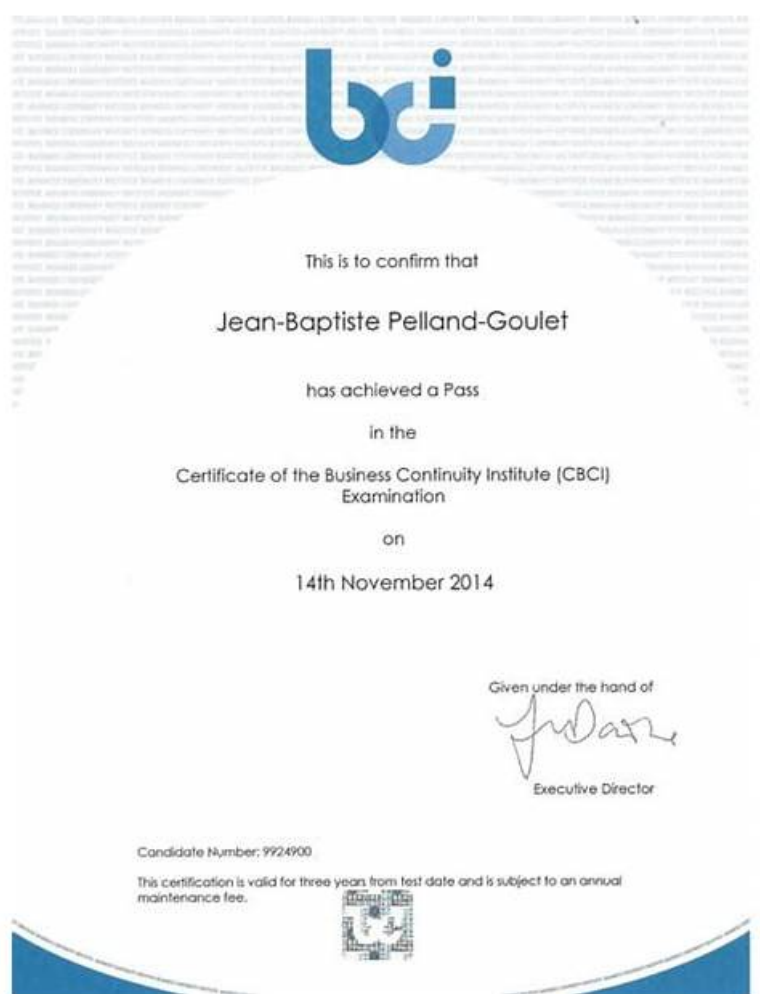 bci
This is to confirm that
Jean-Baptiste Pelland-Goulet
has achieved a Pass
in the
Certificate of the Business Continuity Institute (CBCI)
Examination
on
14th November 2014
Given under the hand of
Executive Director
Candidate Number: 9924900
This certification is valid for three years from test date and is subject to an annual
maintenance fee.